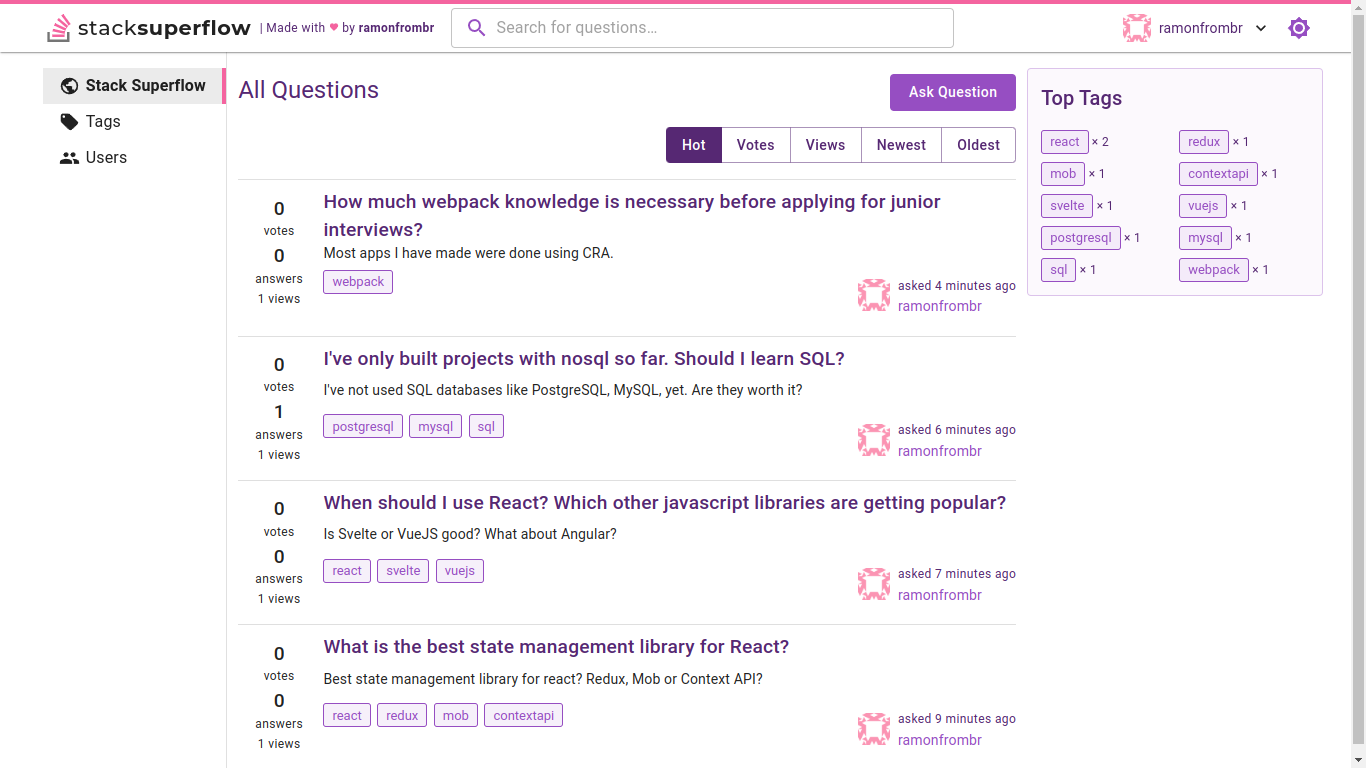 stacksuperflow | Made with ❤ by ramonfrombr
Search for questions…
ramonfrombr
Stack Superflow
Tags
Users
All Questions
Ask Question
Hot Votes Views Newest Oldest
0
votes
0
answers
1 views
How much webpack knowledge is necessary before applying for junior
interviews?
Most apps I have made were done using CRA.
webpack
asked 4 minutes ago
ramonfrombr
0
votes
1
answers
1 views
I've only built projects with nosql so far. Should I learn SQL?
I've not used SQL databases like PostgreSQL, MySQL, yet. Are they worth it?
postgresql mysql sql
asked 6 minutes ago
ramonfrombr
0
votes
0
answers
1 views
When should I use React? Which other javascript libraries are getting popular?
Is Svelte or VueJS good? What about Angular?
react svelte vuejs
asked 7 minutes ago
ramonfrombr
0
votes
0
answers
1 views
What is the best state management library for React?
Best state management library for react? Redux, Mob or Context API?
react redux mob contextapi
asked 9 minutes ago
ramonfrombr
Top Tags
react × 2 redux × 1
mob × 1 contextapi × 1
svelte × 1 vuejs × 1
postgresql × 1 mysql × 1
sql × 1 webpack × 1